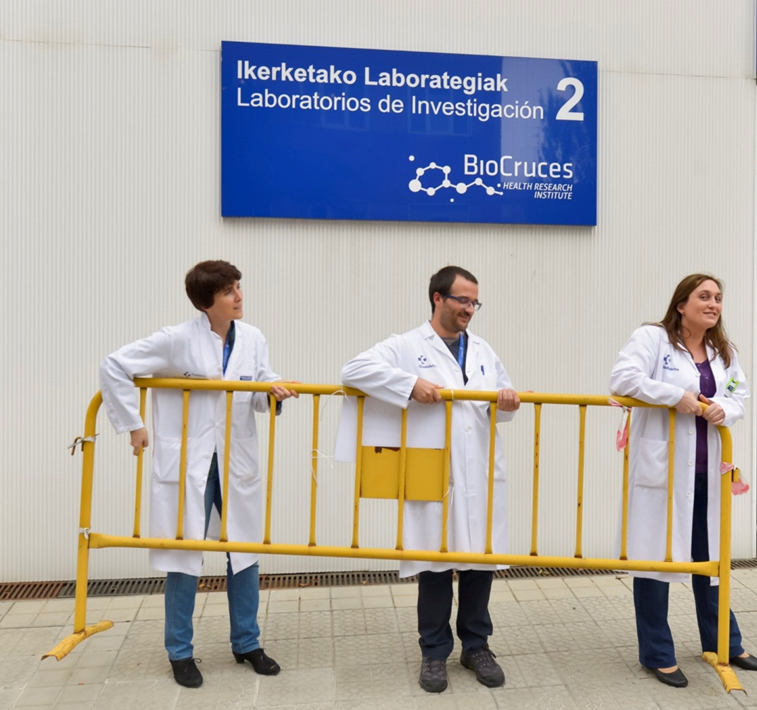 Ikerketako Laborategiak
Laboratorios de Investigación 2
BIOCRUCES
HEALTH RESEARCH
INSTITUTE